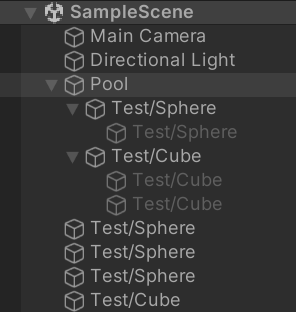 SampleScene
Main Camera
Directional Light
Pool
Test/Sphere
Test/Sphere
Test/Cube
Test/Cube
Test/Cube
Test/Sphere
Test/Sphere
Test/Sphere
Test/Cube